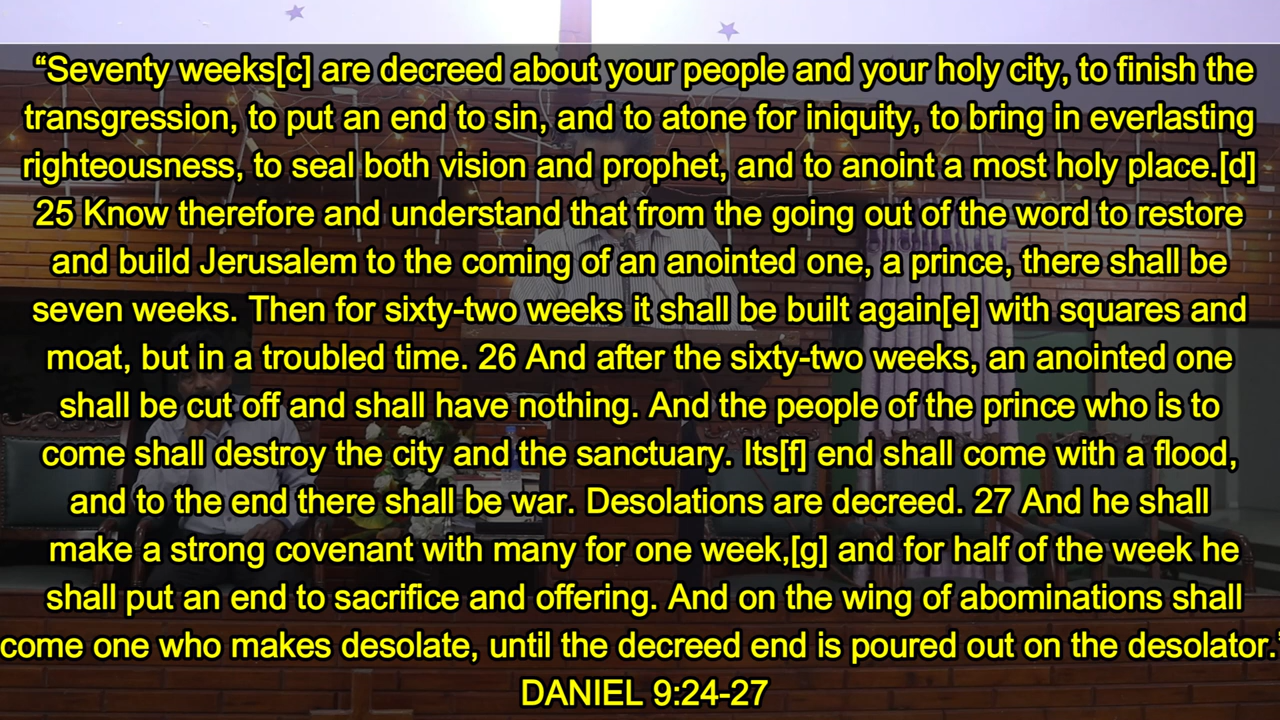 “Seventy weeks[c] are decreed about your people and your holy city, to finish the
transgression, to put an end to sin, and to atone for iniquity, to bring in everlasting
righteousness, to seal both vision and prophet, and to anoint a most holy place.[d]
25 Know therefore and understand that from the going out of the word to restore
and build Jerusalem to the coming of an anointed one, a prince, there shall be
seven weeks. Then for sixty-two weeks it shall be built again[e] with squares and
moat, but in a troubled time. 26 And after the sixty-two weeks, an anointed one
shall be cut off and shall have nothing. And the people of the prince who is to
come shall destroy the city and the sanctuary. Its[f] end shall come with a flood,
and to the end there shall be war. Desolations are decreed. 27 And he shall
make a strong covenant with many for one week,[g] and for half of the week he
shall put an end to sacrifice and offering. And on the wing of abominations shall
come one who makes desolate, until the decreed end is poured out on the desolator.”
DANIEL 9:24-27